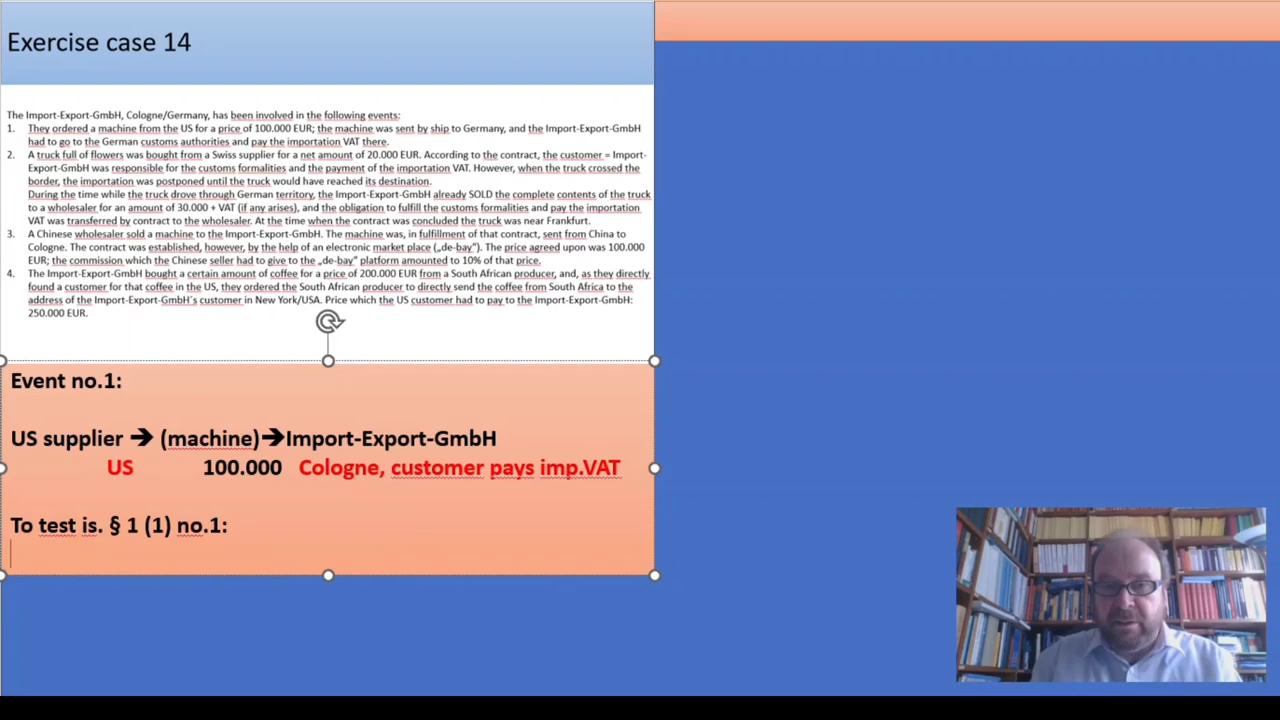 Exercise case 14
The Import-Export-GmbH, Cologne/Germany, has been involved in the following events:
1. They ordered a machine from the US for a price of 100.000 EUR; the machine was sent by ship to Germany, and the Import-Export-GmbH
had to go to the German customs authorities and pay the importation VAT there.
2. A truck full of flowers was bought from a Swiss supplier for a net amount of 20.000 EUR. According to the contract, the customer = Import-
Export-GmbH was responsible for the customs formalities and the payment of the importation VAT. However, when the truck crossed the
border, the importation was postponed until the truck would have reached its destination.
During the time while the truck drove through German territory, the Import-Export-GmbH already SOLD the complete contents of the truck
to a wholesaler for an amount of 30.000 + VAT (if any arises), and the obligation to fulfill the customs formalities and pay the importation
VAT was transferred by contract to the wholesaler. At the time when the contract was concluded the truck was near Frankfurt.
3. A Chinese wholesaler sold a machine to the Import-Export-GmbH. The machine was, in fulfillment of that contract, sent from China to
Cologne. The contract was established, however, by the help of an electronic market place („de-bay“). The price agreed upon was 100.000
EUR; the commission which the Chinese seller had to give to the „de-bay“ platform amounted to 10% of that price.
4. The Import-Export-GmbH bought a certain amount of coffee for a price of 200.000 EUR from a South African producer, and, as they directly
found a customer for that coffee in the US, they ordered the South African producer to directly send the coffee from South Africa to the
address of the Import-Export-GmbH´s customer in New York/USA. Price which the US customer had to pay to the Import-Export-GmbH:
250.000 EUR.
Event no.1:
US supplier ➔ (machine)➔Import-Export-GmbH
US 100.000 Cologne, customer pays imp.VAT
To test is. § 1 (1) no.1: